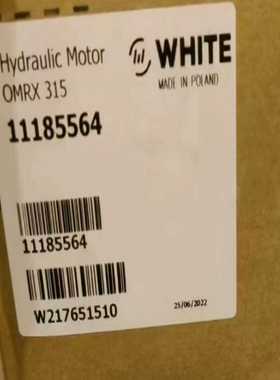 Hydraulic Motor
WHITE
MADE IN POLAND
OMRX 315
11185564
11185564
W217651510
25/06/2022